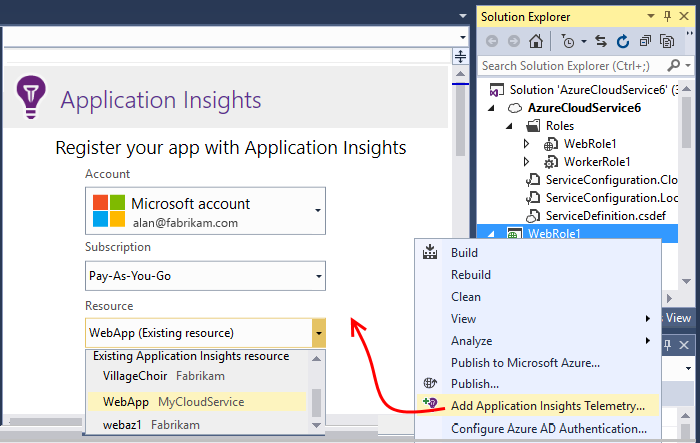 Application Insights
Register your app with Application Insights
Account
Microsoft account
alan@fabrikam.com
Subscription
Pay-As-You-Go
Resource
WebApp (Existing resource)
Existing Application Insights resource
VillageChoir Fabrikam
WebApp MyCloudService
webaz1 Fabrikam
Solution Explorer
Search Solution Explorer (Ctrl+;)
Solution 'AzureCloudService6' (3
AzureCloudService6
Roles
WebRole1
WorkerRole1
ServiceConfiguration.Clo
ServiceConfiguration.Loc
ServiceDefinition.csdef
WebRole1
Build
Rebuild
Clean
View
Analyze
Publish to Microsoft Azure...
Publish...
Add Application Insights Telemetry...
Configure Azure AD Authentication...
View